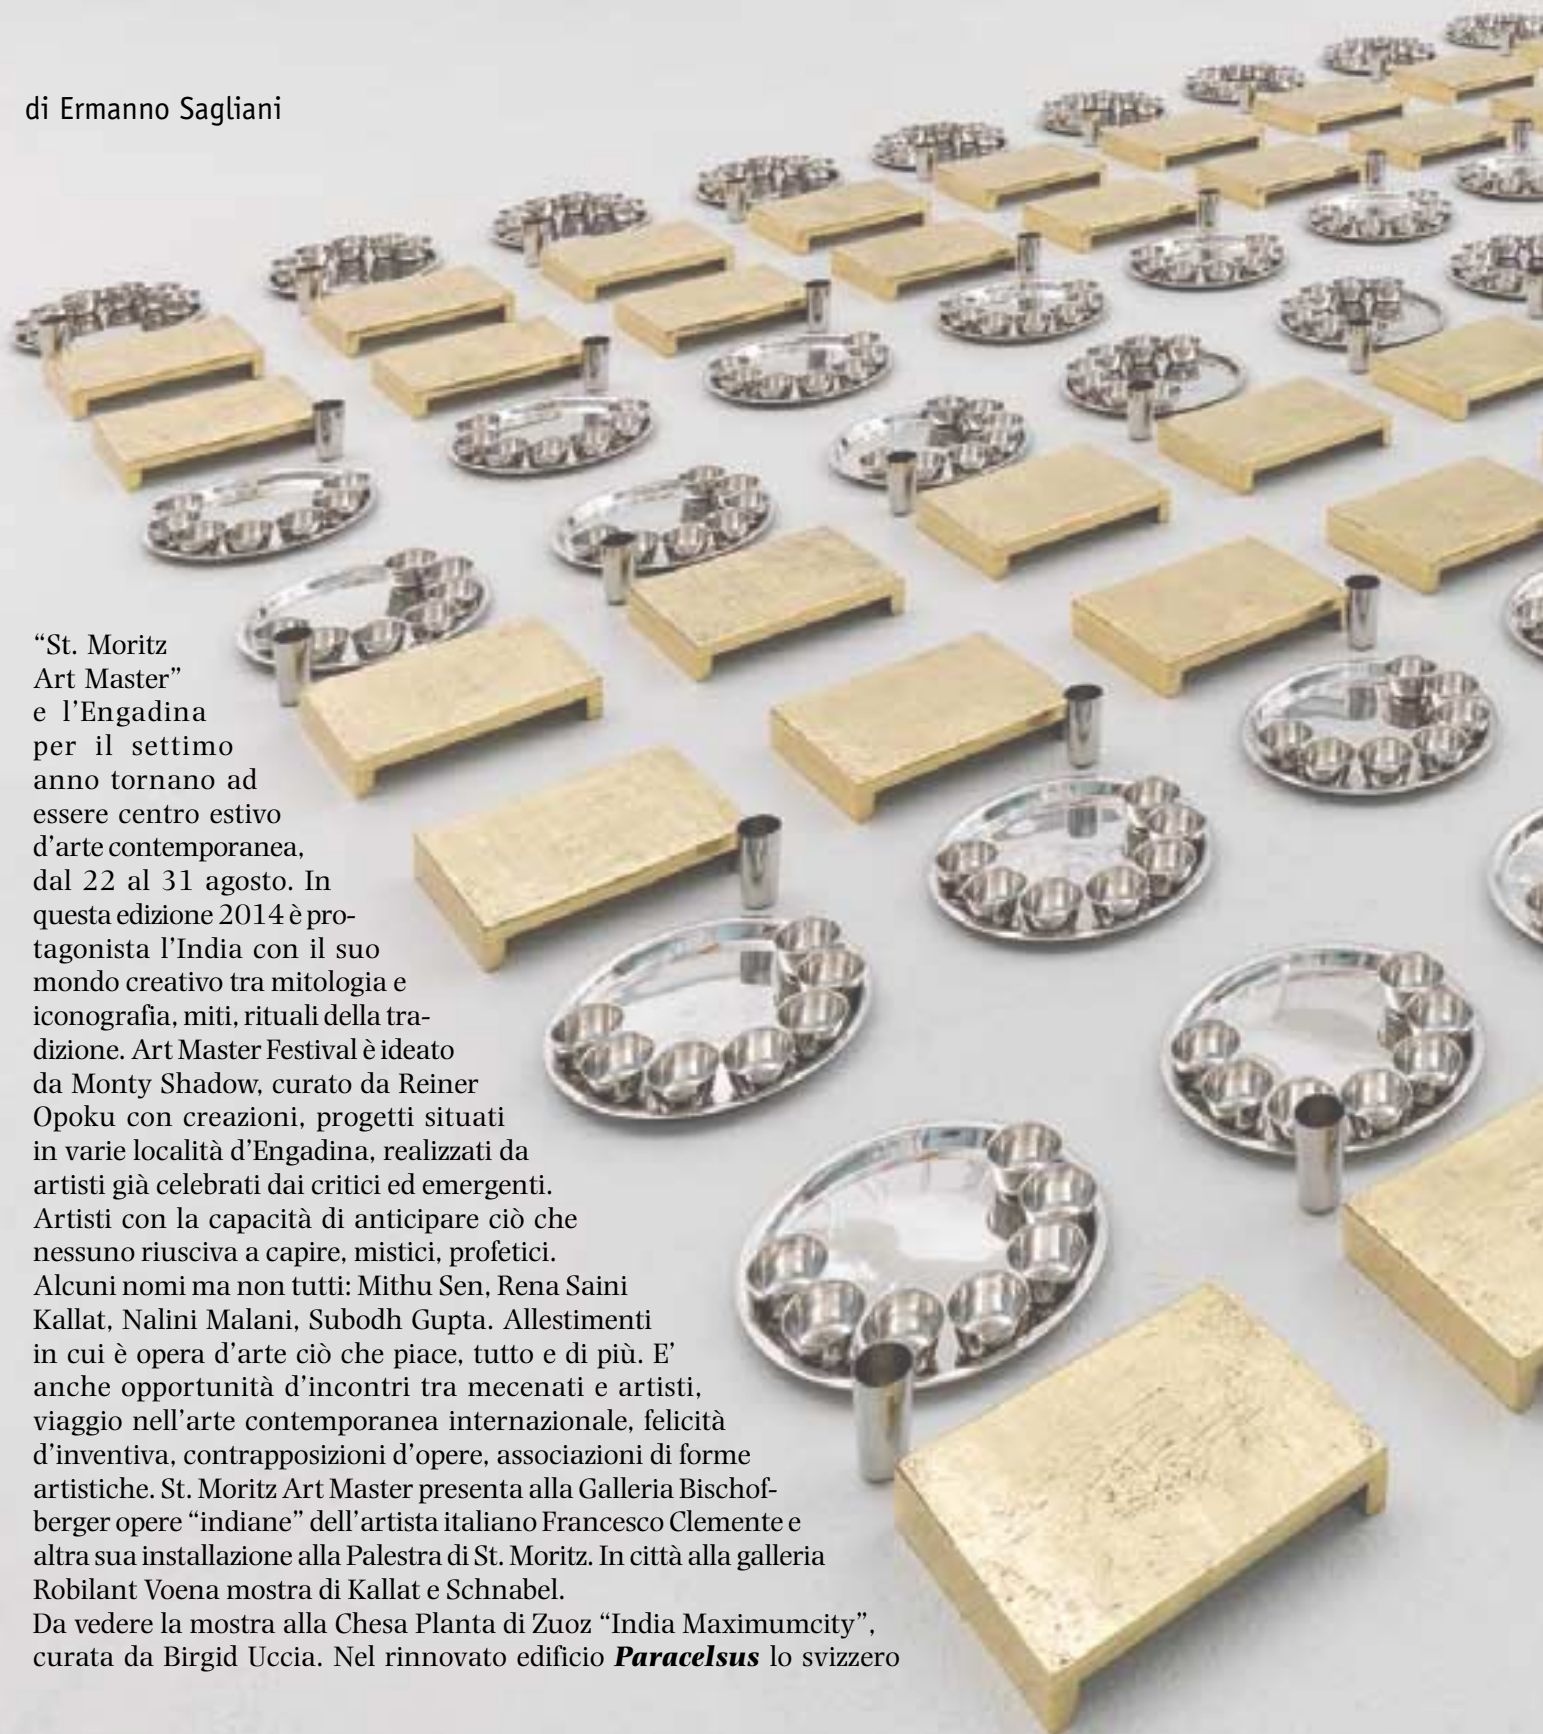 di Ermanno Sagliani
“St. Moritz
Art Master”
e l’Engadina
per il settimo
anno tornano ad
essere centro estivo
d’arte contemporanea,
dal 22 al 31 agosto. In
questa edizione 2014 è pro-
tagonista l’India con il suo
mondo creativo tra mitologia e
iconografia, miti, rituali della tra-
dizione. Art Master Festival è ideato
da Monty Shadow, curato da Reiner
Opoku con creazioni, progetti situati
in varie località d’Engadina, realizzati da
artisti già celebrati dai critici ed emergenti.
Artisti con la capacità di anticipare ciò che
nessuno riusciva a capire, mistici, profetici.
Alcuni nomi ma non tutti: Mithu Sen, Rena Saini
Kallat, Nalini Malani, Subodh Gupta. Allestimenti
in cui è opera d’arte ciò che piace, tutto e di più. E’
anche opportunità d’incontri tra mecenati e artisti,
viaggio nell’arte contemporanea internazionale, felicità
d’inventiva, contrapposizioni d’opere, associazioni di forme
artistiche. St. Moritz Art Master presenta alla Galleria Bischof-
berger opere “indiane” dell’artista italiano Francesco Clemente e
altra sua installazione alla Palestra di St. Moritz. In città alla galleria
Robilant Voena mostra di Kallat e Schnabel.
Da vedere la mostra alla Chesa Planta di Zuoz “India Maximumcity”,
curata da Birgid Uccia. Nel rinnovato edificio Paracelsus lo svizzero